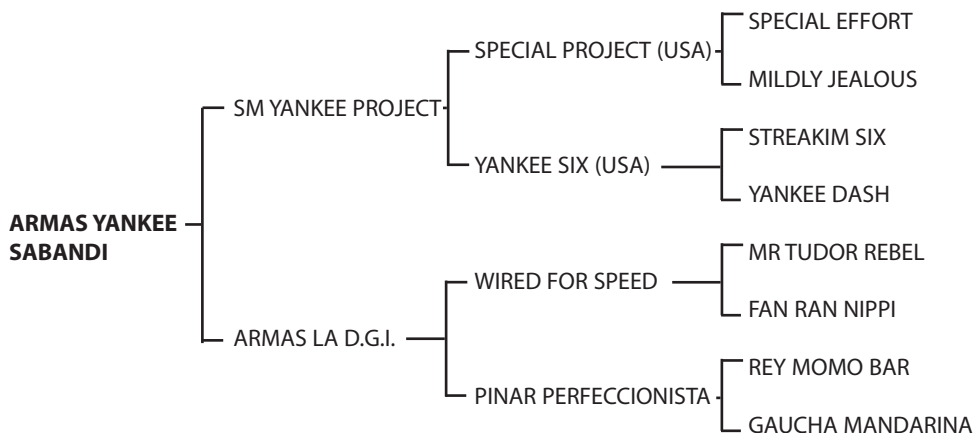 SPECIAL EFFORT
SPECIAL PROJECT (USA)
MILDLY JEALOUS
SM YANKEE PROJECT
STREAKIM SIX
YANKEE SIX (USA)
YANKEE DASH
ARMAS YANKEE
SABANDI
MR TUDOR REBEL
WIRED FOR SPEED
FAN RAN NIPPI
ARMAS LA D.G.I.
REY MOMO BAR
PINAR PERFECCIONISTA
GAUCHA MANDARINA